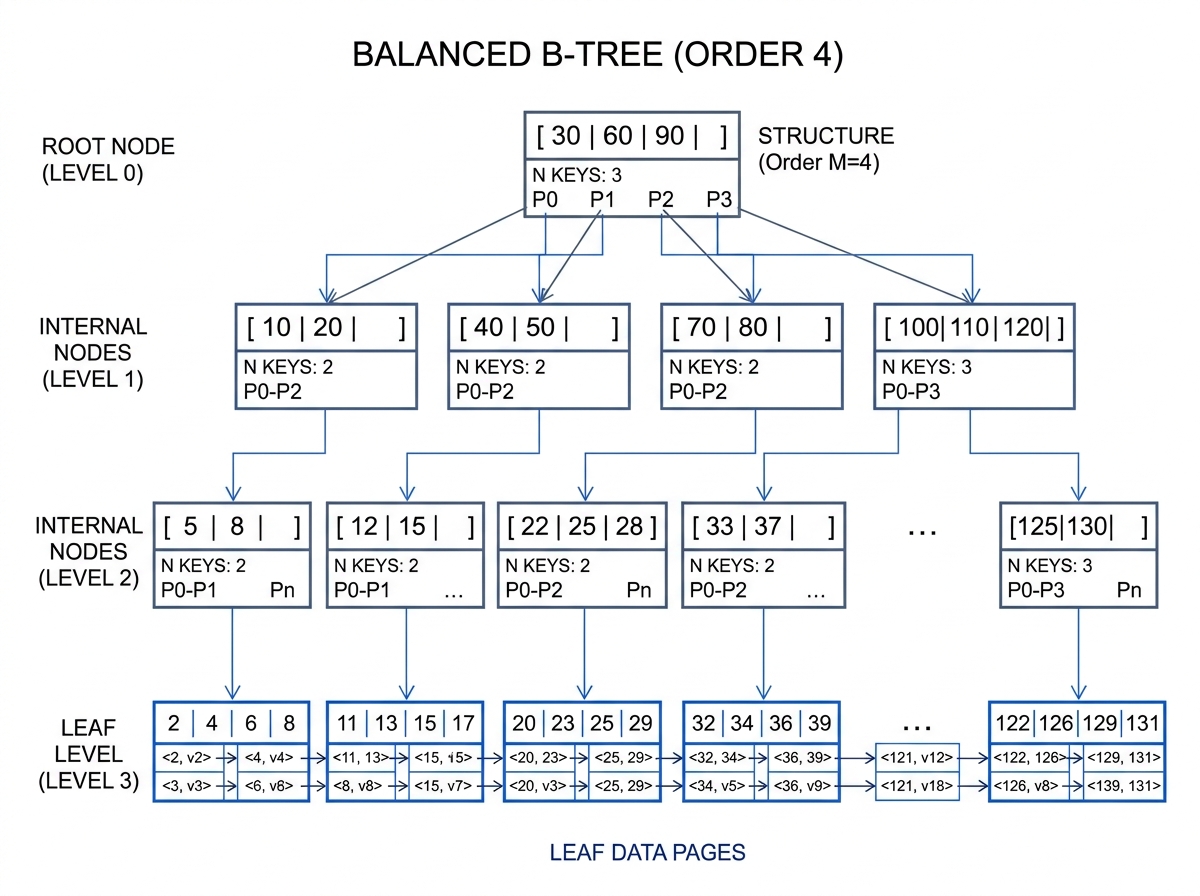 BALANCED B-TREE (ORDER 4)
ROOT NODE
(LEVEL 0)
[ 30 | 60 | 90 | ]
N KEYS: 3
P0 P1 P2 P3
STRUCTURE
(Order M=4)
INTERNAL
NODES
(LEVEL 1)
[ 10 | 20 | ]
N KEYS: 2
P0-P2
[ 40 | 50 | ]
N KEYS: 2
P0-P2
[ 70 | 80 | ]
N KEYS: 2
P0-P2
[ 100| 110 | 120| ]
N KEYS: 3
P0-P3
INTERNAL
NODES
(LEVEL 2)
[ 5 | 8 | ]
N KEYS: 2
P0-P1 Pn
[ 12 | 15 | ]
N KEYS: 2
P0-P1 ...
[ 22 | 25 | 28 ]
N KEYS: 2
P0-P2 Pn
[ 33 | 37 | ]
N KEYS: 2
P0-P2 ...
...
[125|130| ]
N KEYS: 3
P0-P3 Pn
LEAF
LEVEL
(LEVEL 3)
2 | 4 | 6 | 8
<2, v2> <4, v4>
<3, v3> <6, v8>
11 | 13 | 15 | 17
<11, 13> <15, i5>
<8, v8> <15, v7>
20 | 23 | 25 | 29
<20, 23> <25, 29>
<20, v3> <25, 29>
32 | 34 | 36 | 39
<32, 34> <36, 39>
<34, v5> <36, v9>
...
<121, v12>
<121, v18>
122 | 126 | 129 | 131
<122, 126> <129, 131>
<126, v8> <139, 131>
LEAF DATA PAGES